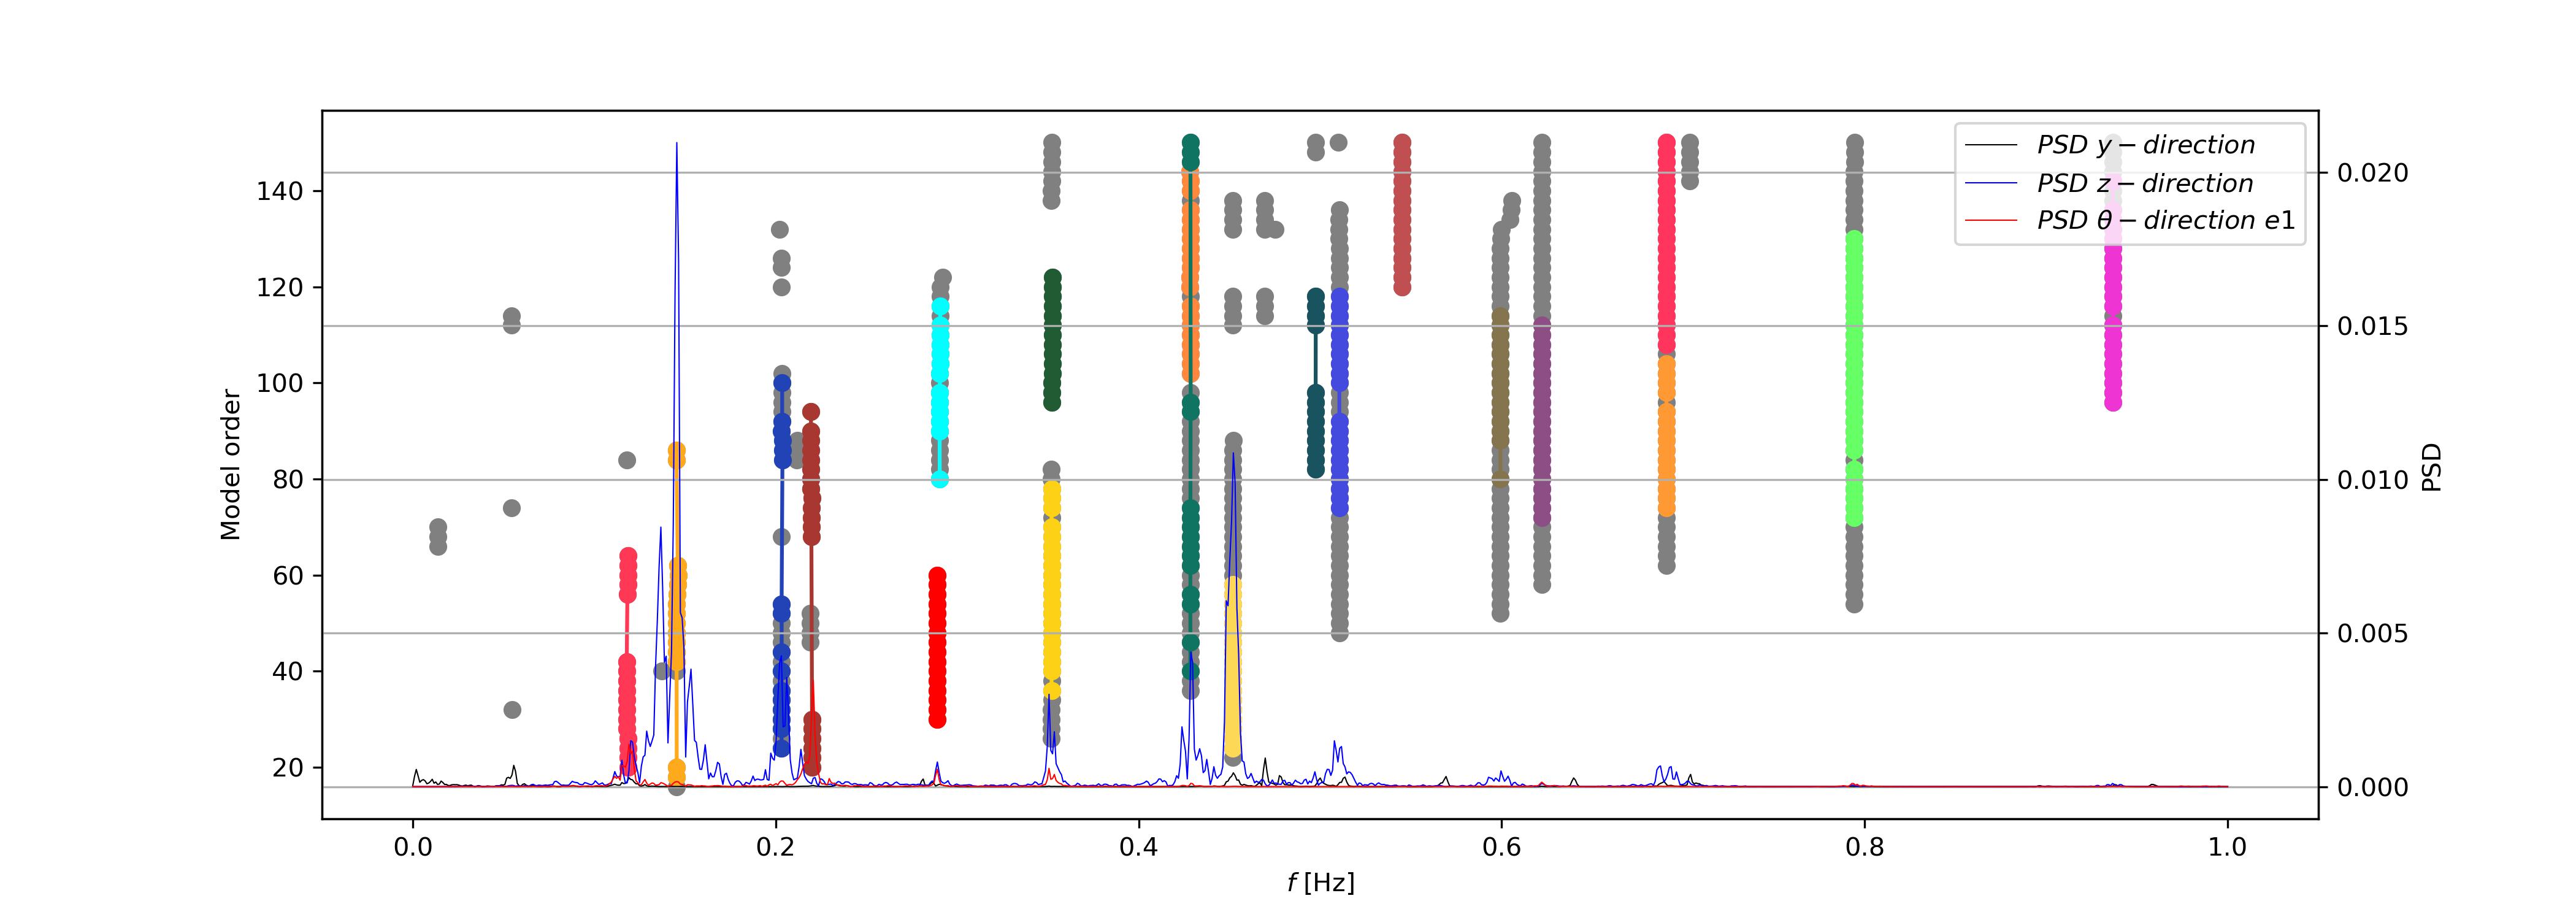 PSD y − direction
PSD z − direction
PSD θ − direction e1
140
120
100
80
60
40
20
0.020
0.015
0.010
0.005
0.000
Model order
PSD
0.0 0.2 0.4 0.6 0.8 1.0
f [Hz]